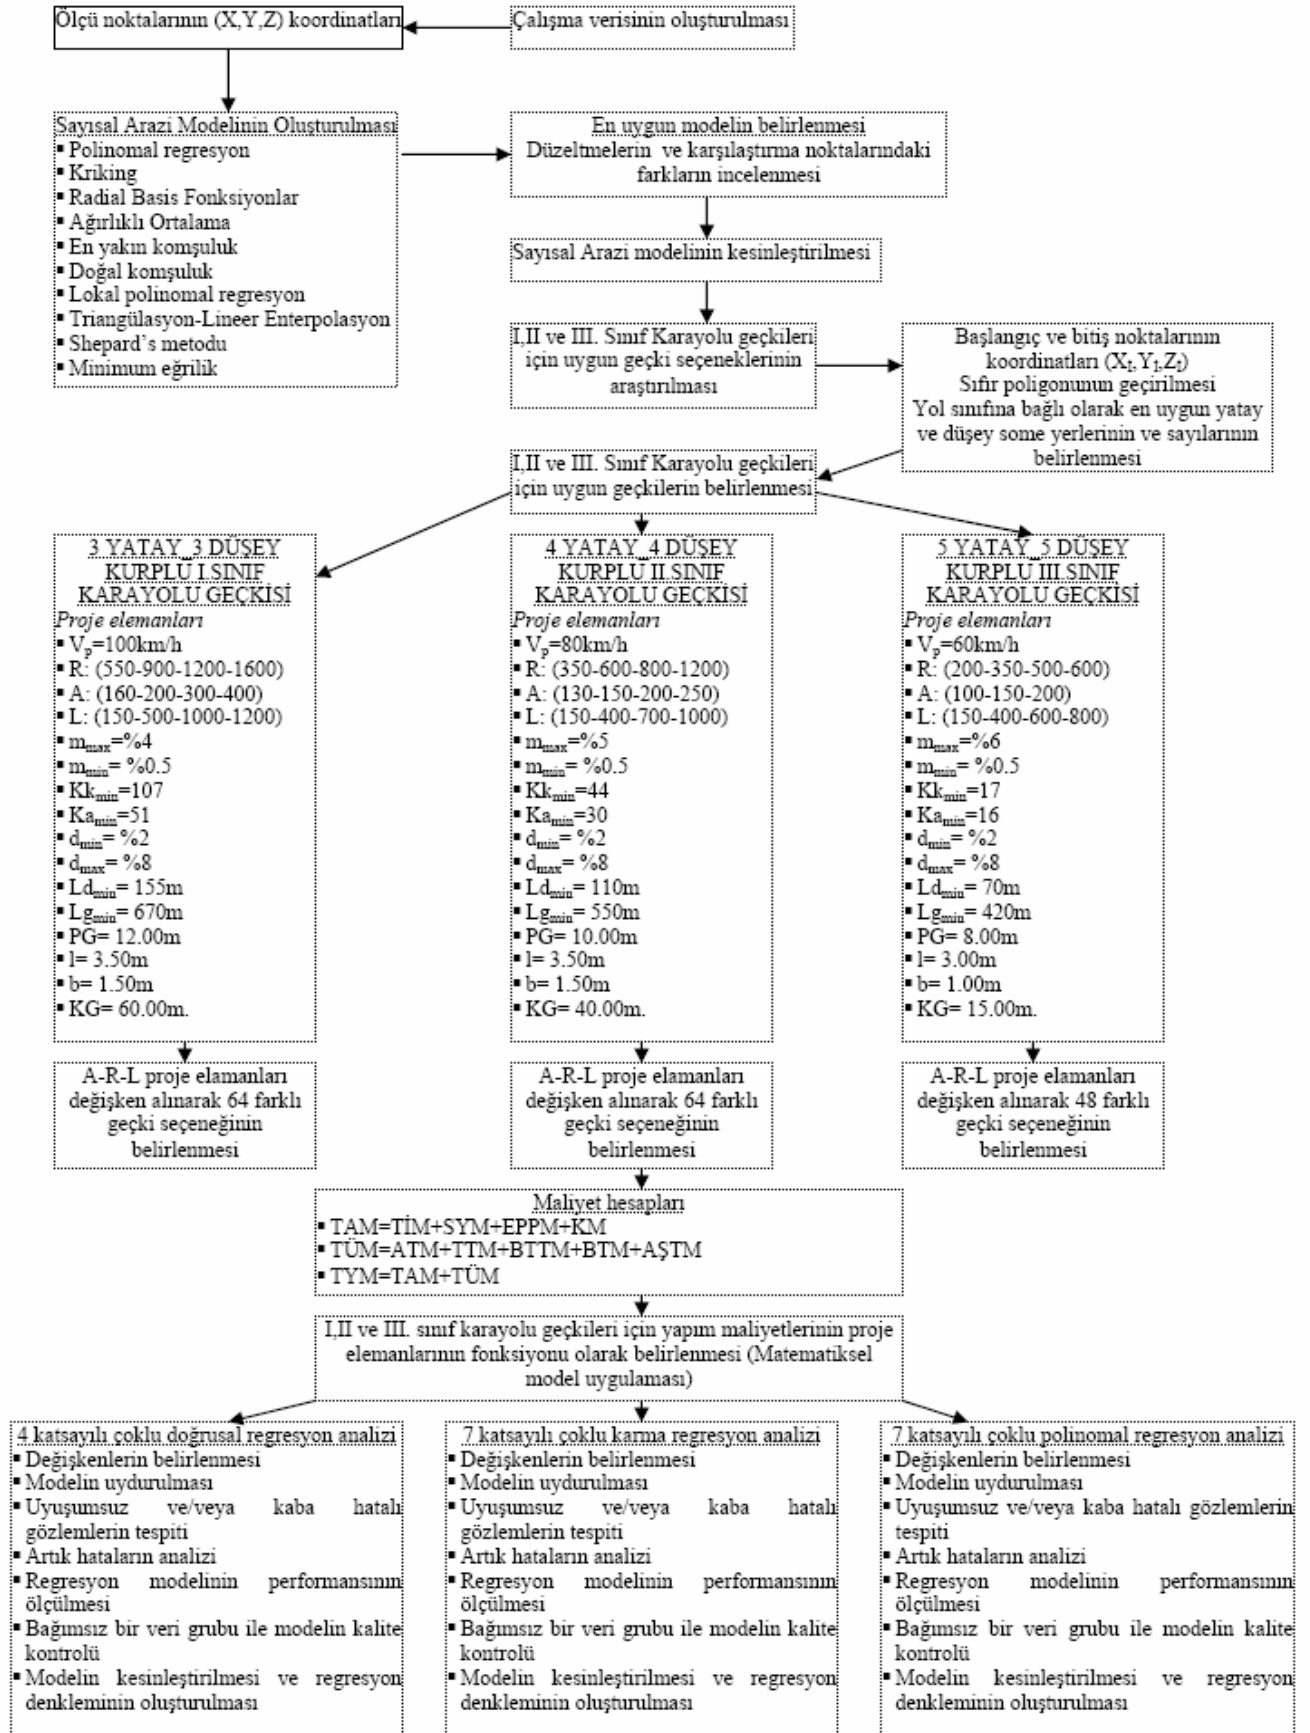 Ölçü noktalarının (X,Y,Z) koordinatları
Çalışma verisinin oluşturulması
Sayısal Arazi Modelinin Oluşturulması
▪ Polinomal regresyon
▪ Kriking
▪ Radial Basis Fonksiyonlar
▪ Ağırlıklı Ortalama
▪ En yakın komşuluk
▪ Doğal komşuluk
▪ Lokal polinomal regresyon
▪ Triangülasyon-Lineer Enterpolasyon
▪ Shepard's metodu
▪ Minimum eğrilik
En uygun modelin belirlenmesi
Düzeltmelerin ve karşılaştırma noktalarındaki
farkların incelenmesi
Sayısal Arazi modelinin kesinleştirilmesi
I,II ve III. Sınıf Karayolu geçkileri
için uygun geçki seçeneklerinin
araştırılması
Başlangıç ve bitiş noktalarının
koordinatları (Xı,Yı,Zı)
Sıfır poligonunun geçirilmesi
Yol sınıfına bağlı olarak en uygun yatay
ve düşey some yerlerinin ve sayılarının
belirlenmesi
I,II ve III. Sınıf Karayolu geçkileri
için uygun geçkilerin belirlenmesi
3 YATAY_3 DÜŞEY
KURPLU I.SINIF
KARAYOLU GEÇKİSİ
Proje elemanları
▪ Vp=100km/h
▪ R: (550-900-1200-1600)
▪ A: (160-200-300-400)
▪ L: (150-500-1000-1200)
▪ mmax=%4
▪ mmin= %0.5
▪ Kkmin=107
▪ Kamin=51
▪ dmin= %2
▪ dmax= %8
▪ Ldmin= 155m
▪ Lgmin= 670m
▪ PG= 12.00m
▪ l= 3.50m
▪ b= 1.50m
▪ KG= 60.00m.
4 YATAY_4 DÜŞEY
KURPLU II.SINIF
KARAYOLU GEÇKİSİ
Proje elemanları
▪ Vp=80km/h
▪ R: (350-600-800-1200)
▪ A: (130-150-200-250)
▪ L: (150-400-700-1000)
▪ mmax=%5
▪ mmin= %0.5
▪ Kkmin=44
▪ Kamin=30
▪ dmin= %2
▪ dmax= %8
▪ Ldmin= 110m
▪ Lgmin= 550m
▪ PG= 10.00m
▪ l= 3.50m
▪ b= 1.50m
▪ KG= 40.00m.
5 YATAY_5 DÜŞEY
KURPLU III.SINIF
KARAYOLU GEÇKİSİ
Proje elemanları
▪ Vp=60km/h
▪ R: (200-350-500-600)
▪ A: (100-150-200)
▪ L: (150-400-600-800)
▪ mmax=%6
▪ mmin= %0.5
▪ Kkmin=17
▪ Kamin=16
▪ dmin= %2
▪ dmax= %8
▪ Ldmin= 70m
▪ Lgmin= 420m
▪ PG= 8.00m
▪ l= 3.00m
▪ b= 1.00m
▪ KG= 15.00m.
A-R-L proje elamanları
değişken alınarak 64 farklı
geçki seçeneğinin
belirlenmesi
A-R-L proje elamanları
değişken alınarak 64 farklı
geçki seçeneğinin
belirlenmesi
A-R-L proje elamanları
değişken alınarak 48 farklı
geçki seçeneğinin
belirlenmesi
Maliyet hesapları
▪ TAM=TİM+SYM+EPPM+KM
▪ TÜM=ATM+TTM+BTTM+BTM+AŞTM
▪ TYM=TAM+TÜM
I,II ve III. sınıf karayolu geçkileri için yapım maliyetlerinin proje
elemanlarının fonksiyonu olarak belirlenmesi (Matematiksel
model uygulaması)
4 katsayılı çoklu doğrusal regresyon analizi
▪ Değişkenlerin belirlenmesi
▪ Modelin uydurulması
▪ Uyuşumsuz ve/veya kaba hatalı
gözlemlerin tespiti
▪ Artık hataların analizi
▪ Regresyon modelinin performansının
ölçülmesi
▪ Bağımsız bir veri grubu ile modelin kalite
kontrolü
▪ Modelin kesinleştirilmesi ve regresyon
denkleminin oluşturulması
7 katsayılı çoklu karma regresyon analizi
▪ Değişkenlerin belirlenmesi
▪ Modelin uydurulması
▪ Uyuşumsuz ve/veya kaba hatalı
gözlemlerin tespiti
▪ Artık hataların analizi
▪ Regresyon modelinin performansının
ölçülmesi
▪ Bağımsız bir veri grubu ile modelin kalite
kontrolü
▪ Modelin kesinleştirilmesi ve regresyon
denkleminin oluşturulması
7 katsayılı çoklu polinomal regresyon analizi
▪ Değişkenlerin belirlenmesi
▪ Modelin uydurulması
▪ Uyuşumsuz ve/veya kaba hatalı gözlemlerin
tespiti
▪ Artık hataların analizi
▪ Regresyon modelinin performansının
ölçülmesi
▪ Bağımsız bir veri grubu ile modelin kalite
kontrolü
▪ Modelin kesinleştirilmesi ve regresyon
denkleminin oluşturulması